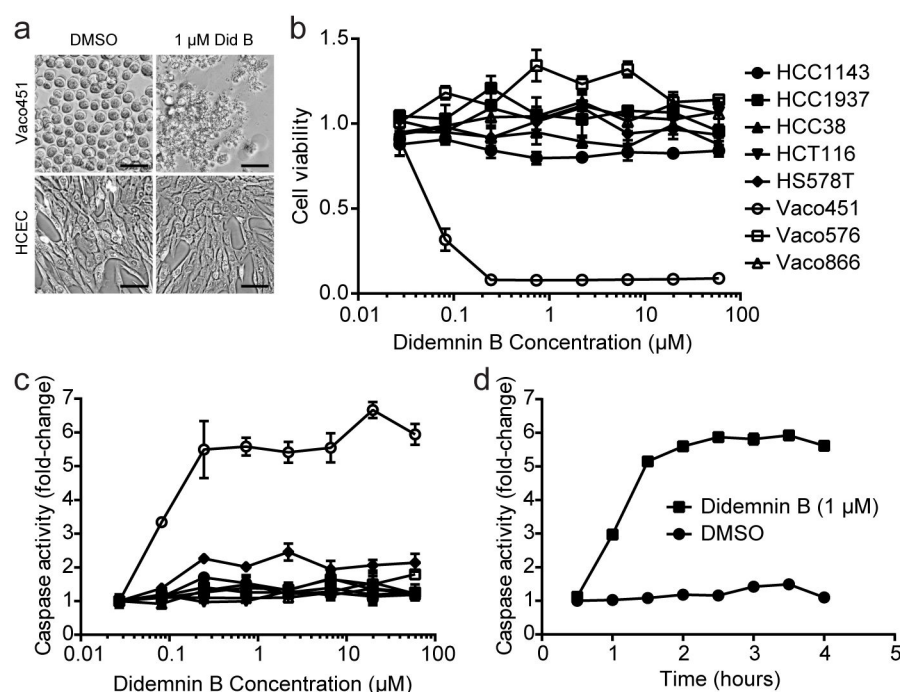 a
DMSO
1 µM Did B
Vaco451
HCEC
b
Cell viability
1.5
1.0
0.5
0.0
0.01
0.1
1
10
100
Didemnin B Concentration (µM)
HCC1143
HCC1937
HCC38
HCT116
HS578T
Vaco451
Vaco576
Vaco866
c
Caspase activity (fold-change)
7
6
5
4
3
2
1
0
0.01
0.1
1
10
100
Didemnin B Concentration (µM)
d
Caspase activity (fold-change)
7
6
5
4
3
2
1
0
Didemnin B (1 µM)
DMSO
0
1
2
3
4
5
Time (hours)